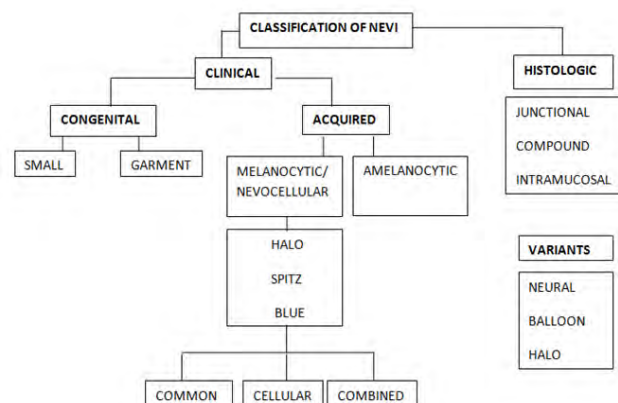 CLASSIFICATION OF NEVI
CLINICAL
HISTOLOGIC
CONGENITAL
ACQUIRED
JUNCTIONAL
COMPOUND
INTRAMUCOSAL
SMALL
GARMENT
MELANOCYTIC/
NEVOCELLULAR
AMELANOCYTIC
HALO
SPITZ
BLUE
VARIANTS
NEURAL
BALLOON
HALO
COMMON
CELLULAR
COMBINED